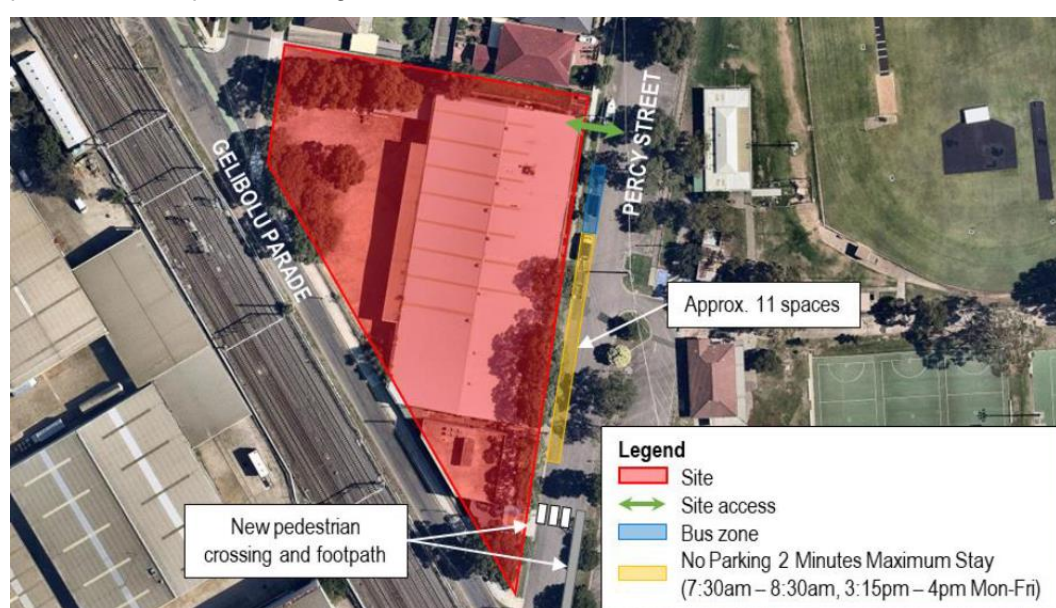 GELIBOLU PARADE
PERCY STREET
Approx. 11 spaces
New pedestrian
crossing and footpath
Legend
Site
Site access
Bus zone
No Parking 2 Minutes Maximum Stay
(7:30am – 8:30am, 3:15pm – 4pm Mon-Fri)